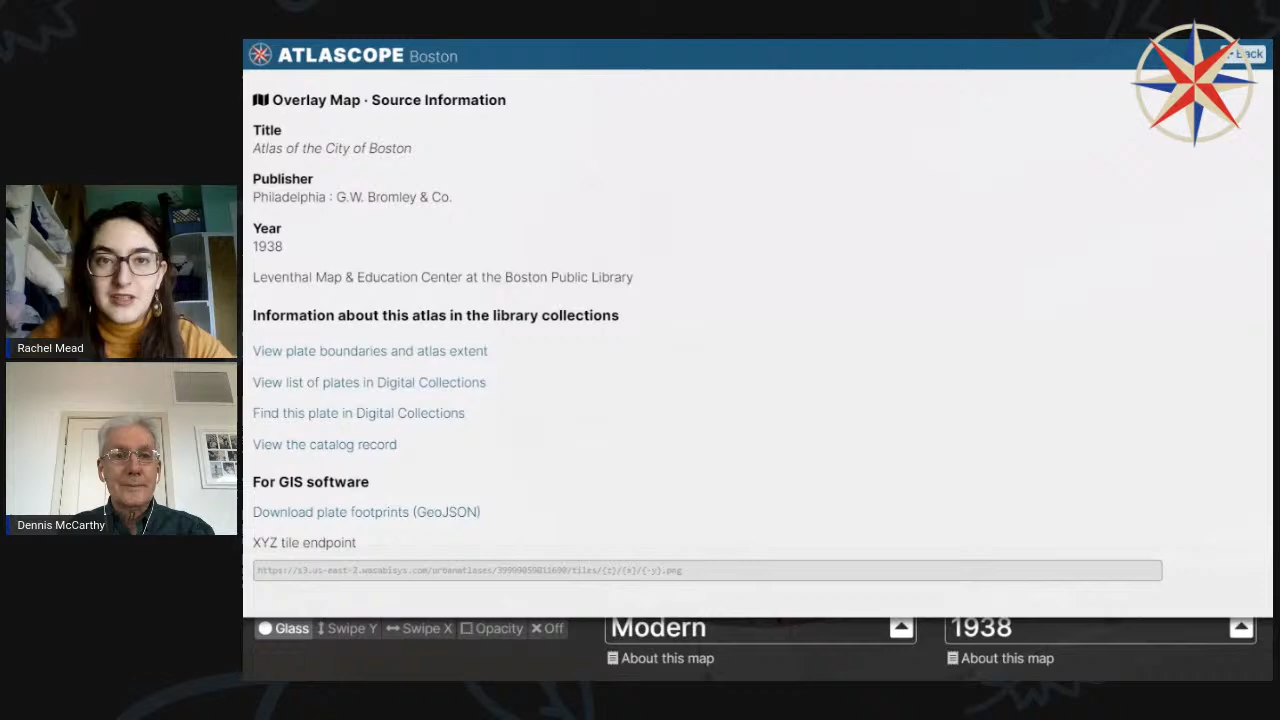 ATLASCOPE Boston
Back
Overlay Map · Source Information
Title
Atlas of the City of Boston
Publisher
Philadelphia : G.W. Bromley & Co.
Year
1938
Leventhal Map & Education Center at the Boston Public Library
Information about this atlas in the library collections
View plate boundaries and atlas extent
View list of plates in Digital Collections
Find this plate in Digital Collections
View the catalog record
For GIS software
Download plate footprints (GeoJSON)
XYZ tile endpoint
Glass Swipe Y Swipe X Opacity Off
Modern
1938
About this map
About this map
Rachel Mead
Dennis McCarthy